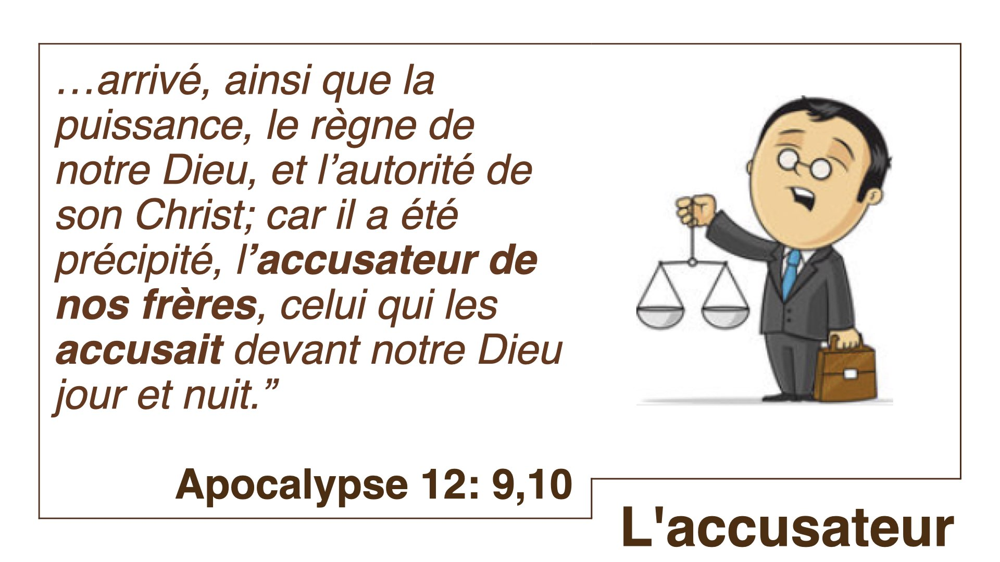 …arrivé, ainsi que la
puissance, le règne de
notre Dieu, et l’autorité de
son Christ; car il a été
précipité, l’accusateur de
nos frères, celui qui les
accusait devant notre Dieu
jour et nuit.”
Apocalypse 12: 9,10
L'accusateur